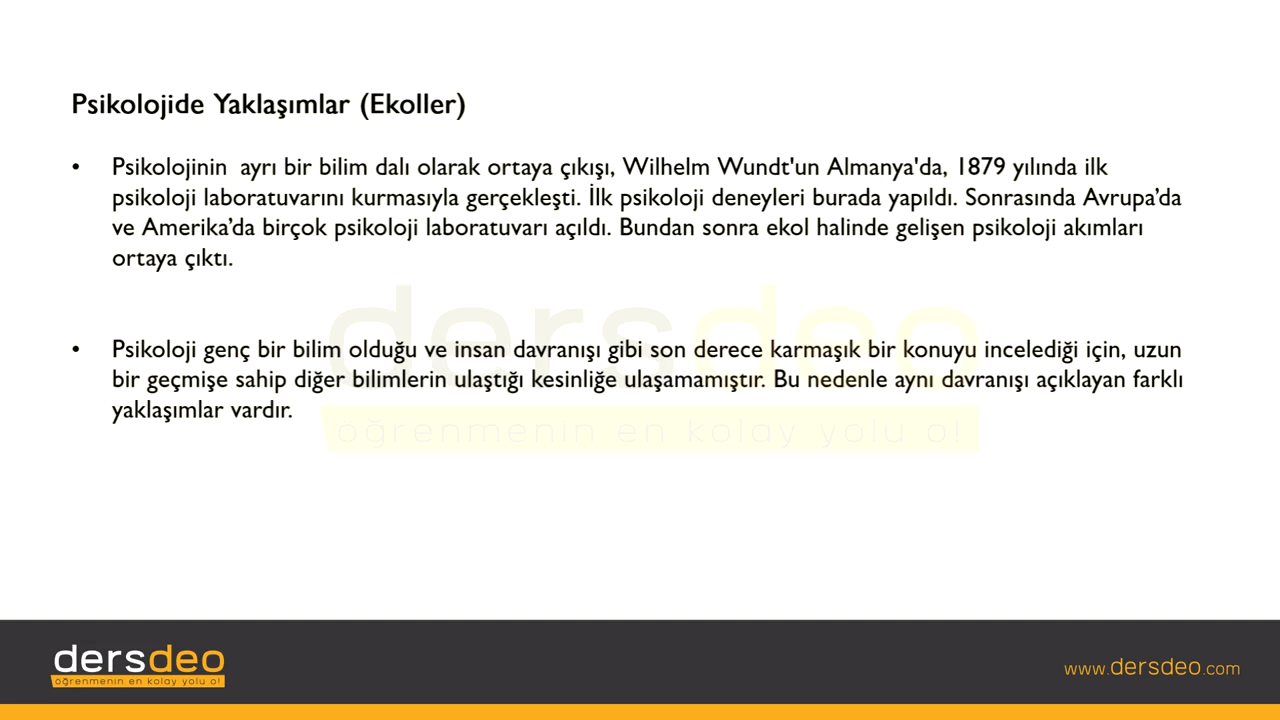 Psikolojide Yaklaşımlar (Ekoller)
• Psikolojinin  ayrı bir bilim dalı olarak ortaya çıkışı, Wilhelm Wundt'un Almanya'da, 1879 yılında ilk
psikoloji laboratuvarını kurmasıyla gerçekleşti. İlk psikoloji deneyleri burada yapıldı. Sonrasında Avrupa’da
ve Amerika’da birçok psikoloji laboratuvarı açıldı. Bundan sonra ekol halinde gelişen psikoloji akımları
ortaya çıktı.
dersdeo
• Psikoloji genç bir bilim olduğu ve insan davranışı gibi son derece karmaşık bir konuyu incelediği için, uzun
bir geçmişe sahip diğer bilimlerin ulaştığı kesinliğe ulaşamamıştır. Bu nedenle aynı davranışı açıklayan farklı
yaklaşımlar vardır.
öğrenmenin en kolay yolu o!
dersdeo
öğrenmenin en kolay yolu o!
www.dersdeo.com